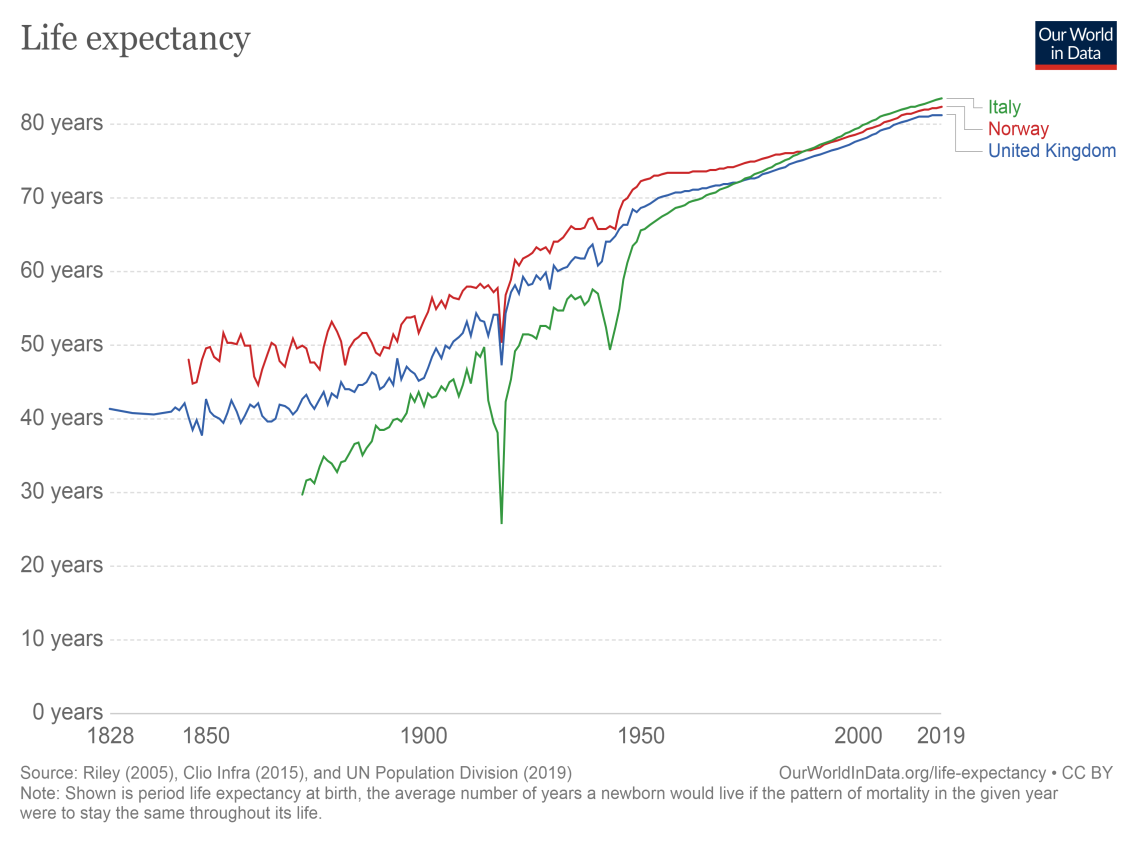 Life expectancy
Our World
in Data
80 years
70 years
60 years
50 years
40 years
30 years
20 years
10 years
0 years
Italy
Norway
United Kingdom
1828 1850 1900 1950 2000 2019
Source: Riley (2005), Clio Infra (2015), and UN Population Division (2019)
OurWorldInData.org/life-expectancy • CC BY
Note: Shown is period life expectancy at birth, the average number of years a newborn would live if the pattern of mortality in the given year
were to stay the same throughout its life.